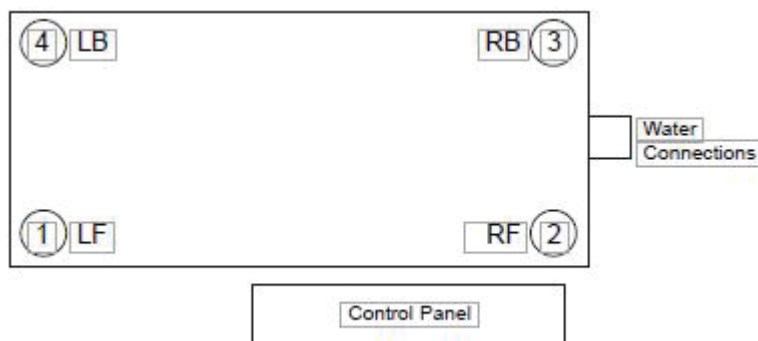 4 LB RB 3
Water
Connections
1 LF RF 2
Control Panel